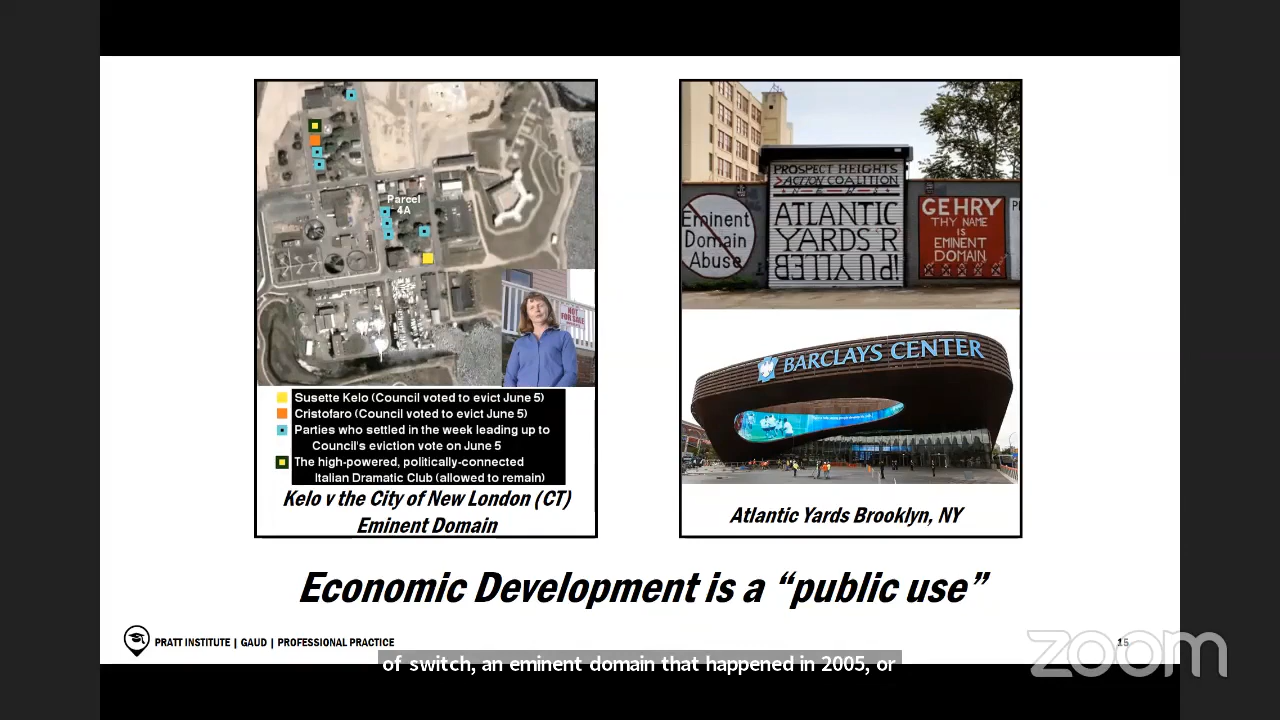 Parcel
4A
NOT
FOR SALE
Susette Kelo (Council voted to evict June 5)
Cristofaro (Council voted to evict June 5)
Parties who settled in the week leading up to
Council's eviction vote on June 5
The high-powered, politically-connected
Italian Dramatic Club (allowed to remain)
Kelo v the City of New London (CT)
Eminent Domain
Eminent
Domain
Abuse
PROSPECT HEIGHTS
ACTION COALITION
NEWS
ATLANTIC
YARDS'R
GEHRY
THY NAME
IS
EMINENT
DOMAIN
BARCLAYS CENTER
Atlantic Yards Brooklyn, NY
Economic Development is a “public use”
PRATT INSTITUTE | GAUD | PROFESSIONAL PRACTICE
15
zoom
of switch, an eminent domain that happened in 2005, or